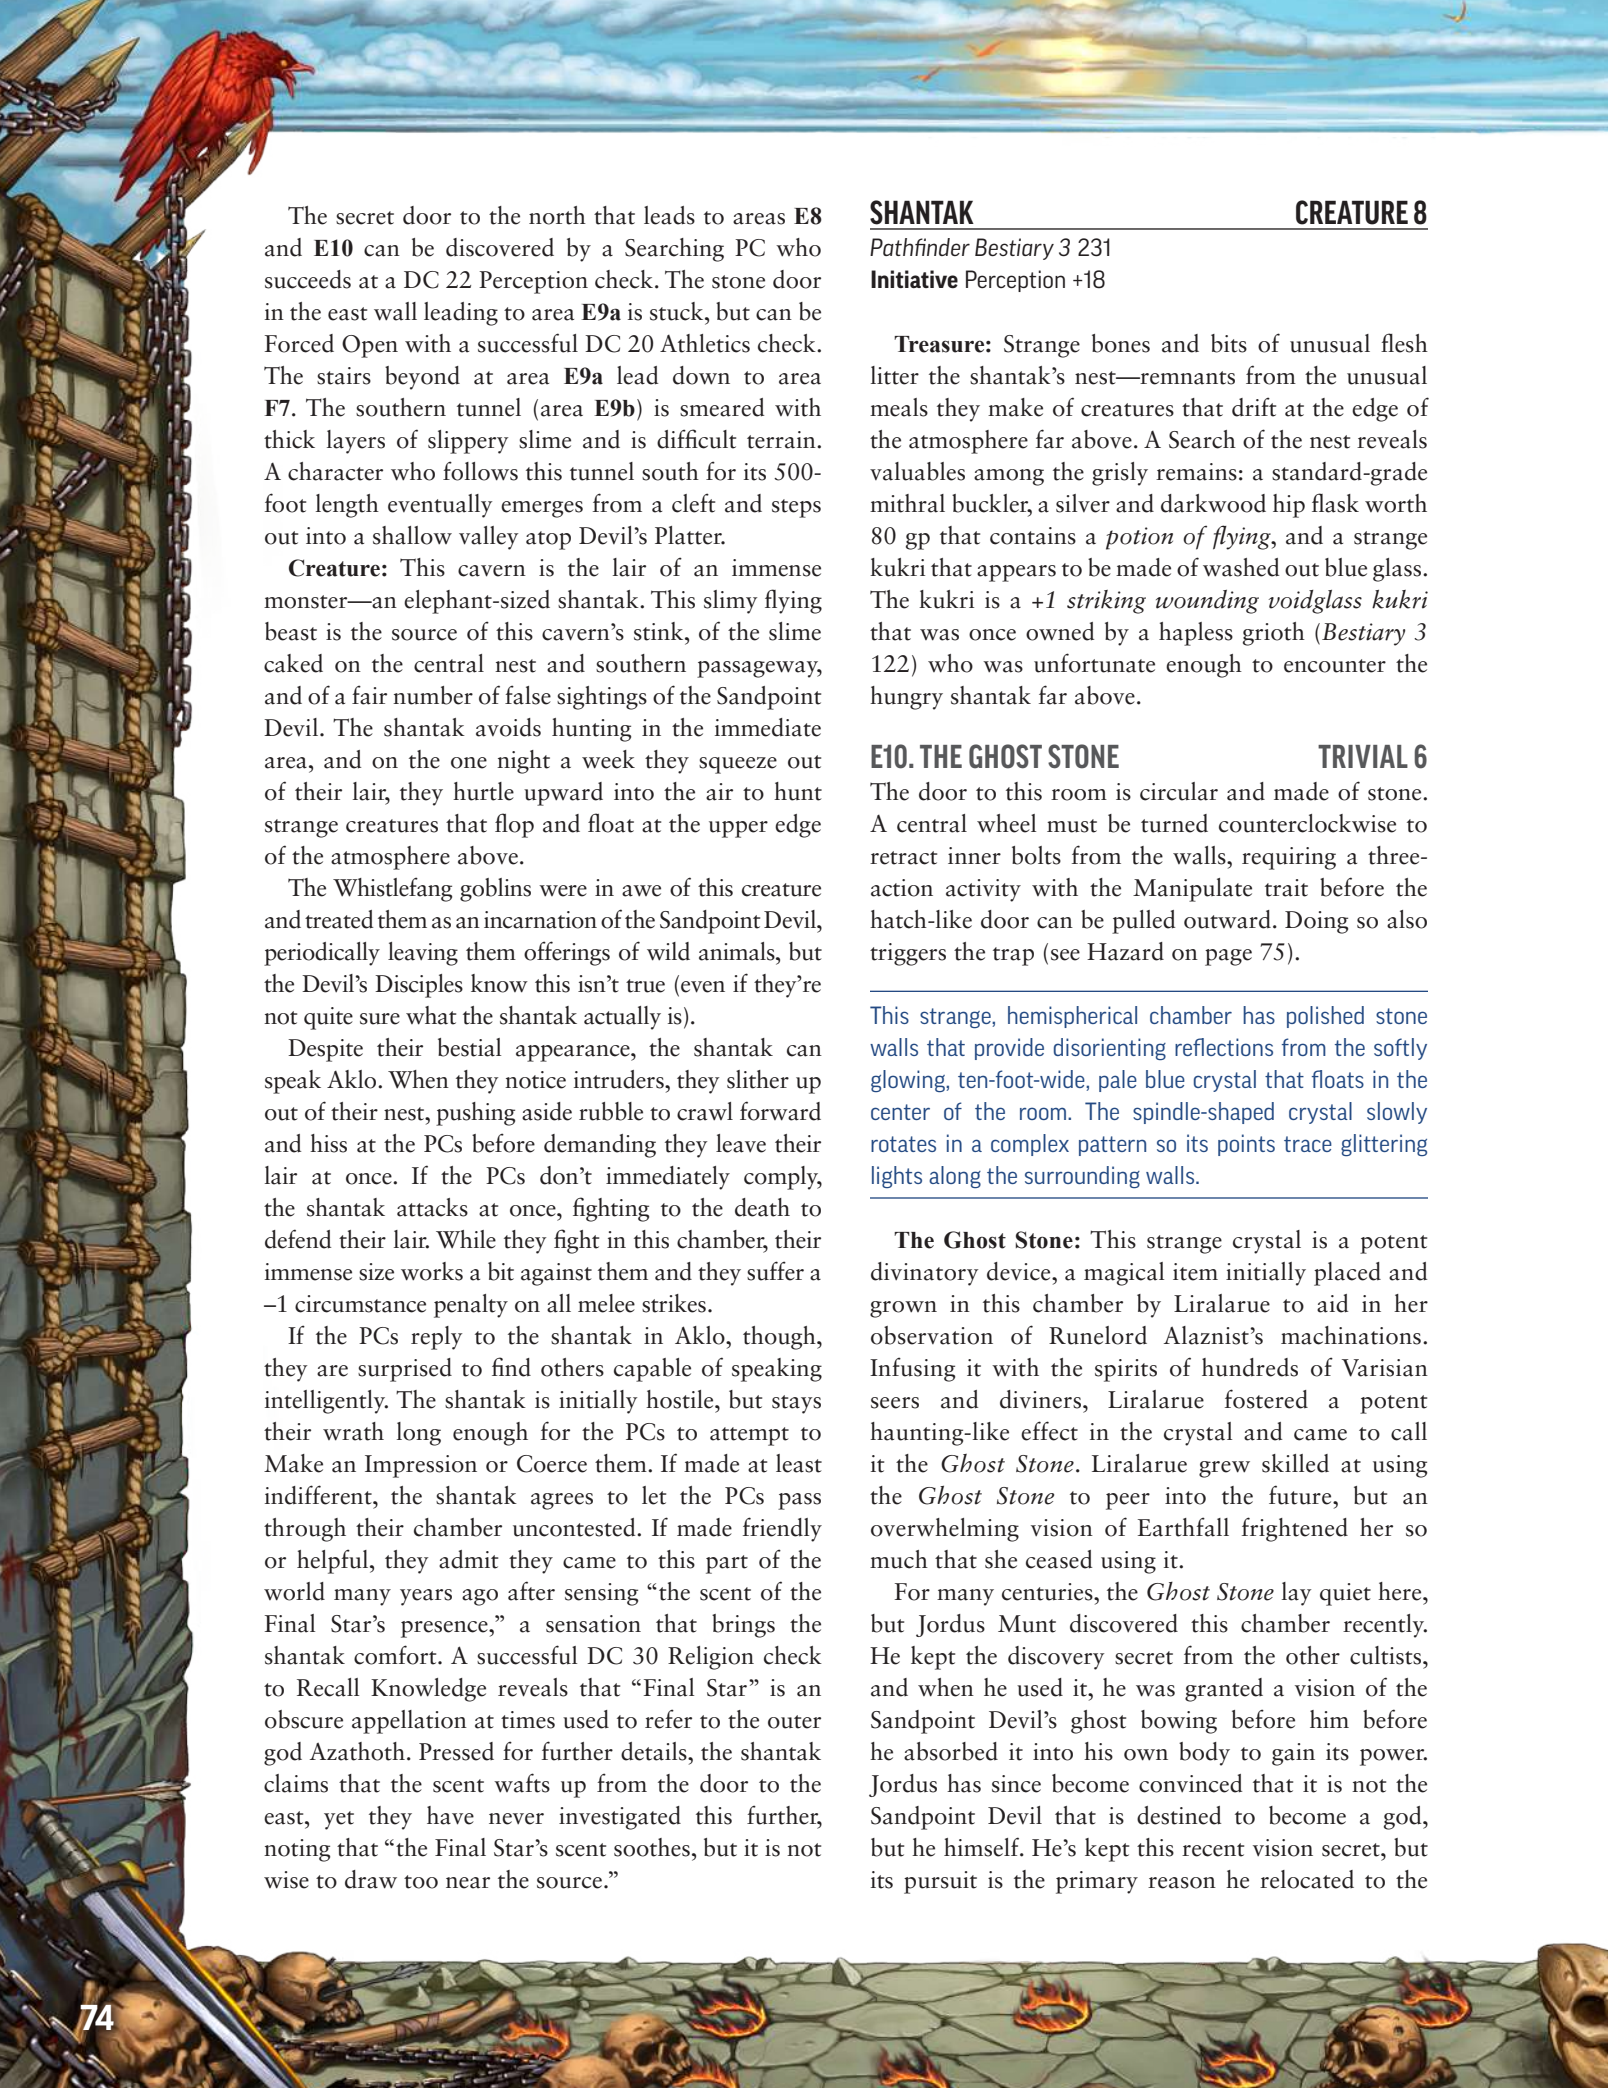 The secret door to the north that leads to areas E8
and E10 can be discovered by a Searching PC who
succeeds at a DC 22 Perception check. The stone door
in the east wall leading to area E9a is stuck, but can be
Forced Open with a successful DC 20 Athletics check.
The stairs beyond at area E9a lead down to area
F7. The southern tunnel (area E9b) is smeared with
thick layers of slippery slime and is difficult terrain.
A character who follows this tunnel south for its 500-
foot length eventually emerges from a cleft and steps
out into a shallow valley atop Devil’s Platter.
Creature: This cavern is the lair of an immense
monster—an elephant-sized shantak. This slimy flying
beast is the source of this cavern’s stink, of the slime
caked on the central nest and southern passageway,
and of a fair number of false sightings of the Sandpoint
Devil. The shantak avoids hunting in the immediate
area, and on the one night a week they squeeze out
of their lair, they hurtle upward into the air to hunt
strange creatures that flop and float at the upper edge
of the atmosphere above.
The Whistlefang goblins were in awe of this creature
and treated them as an incarnation of the Sandpoint Devil,
periodically leaving them offerings of wild animals, but
the Devil’s Disciples know this isn’t true (even if they’re
not quite sure what the shantak actually is).
Despite their bestial appearance, the shantak can
speak Aklo. When they notice intruders, they slither up
out of their nest, pushing aside rubble to crawl forward
and hiss at the PCs before demanding they leave their
lair at once. If the PCs don’t immediately comply,
the shantak attacks at once, fighting to the death to
defend their lair. While they fight in this chamber, their
immense size works a bit against them and they suffer a
–1 circumstance penalty on all melee strikes.
If the PCs reply to the shantak in Aklo, though,
they are surprised to find others capable of speaking
intelligently. The shantak is initially hostile, but stays
their wrath long enough for the PCs to attempt to
Make an Impression or Coerce them. If made at least
indifferent, the shantak agrees to let the PCs pass
through their chamber uncontested. If made friendly
or helpful, they admit they came to this part of the
world many years ago after sensing “the scent of the
Final Star’s presence,” a sensation that brings the
shantak comfort. A successful DC 30 Religion check
to Recall Knowledge reveals that “Final Star” is an
obscure appellation at times used to refer to the outer
god Azathoth. Pressed for further details, the shantak
claims that the scent wafts up from the door to the
east, yet they have never investigated this further,
noting that “the Final Star’s scent soothes, but it is not
wise to draw too near the source.”
SHANTAK CREATURE 8
Pathfinder Bestiary 3 231
Initiative Perception +18
Treasure: Strange bones and bits of unusual flesh
litter the shantak’s nest—remnants from the unusual
meals they make of creatures that drift at the edge of
the atmosphere far above. A Search of the nest reveals
valuables among the grisly remains: a standard-grade
mithral buckler, a silver and darkwood hip flask worth
80 gp that contains a potion of flying, and a strange
kukri that appears to be made of washed out blue glass.
The kukri is a +1 striking wounding voidglass kukri
that was once owned by a hapless grioth (Bestiary 3
122) who was unfortunate enough to encounter the
hungry shantak far above.
E10. THE GHOST STONE TRIVIAL 6
The door to this room is circular and made of stone.
A central wheel must be turned counterclockwise to
retract inner bolts from the walls, requiring a three-
action activity with the Manipulate trait before the
hatch-like door can be pulled outward. Doing so also
triggers the trap (see Hazard on page 75).
This strange, hemispherical chamber has polished stone
walls that provide disorienting reflections from the softly
glowing, ten-foot-wide, pale blue crystal that floats in the
center of the room. The spindle-shaped crystal slowly
rotates in a complex pattern so its points trace glittering
lights along the surrounding walls.
The Ghost Stone: This strange crystal is a potent
divinatory device, a magical item initially placed and
grown in this chamber by Liralarue to aid in her
observation of Runelord Alaznist’s machinations.
Infusing it with the spirits of hundreds of Varisian
seers and diviners, Liralarue fostered a potent
haunting-like effect in the crystal and came to call
it the Ghost Stone. Liralarue grew skilled at using
the Ghost Stone to peer into the future, but an
overwhelming vision of Earthfall frightened her so
much that she ceased using it.
For many centuries, the Ghost Stone lay quiet here,
but Jordus Munt discovered this chamber recently.
He kept the discovery secret from the other cultists,
and when he used it, he was granted a vision of the
Sandpoint Devil’s ghost bowing before him before
he absorbed it into his own body to gain its power.
Jordus has since become convinced that it is not the
Sandpoint Devil that is destined to become a god,
but he himself. He’s kept this recent vision secret, but
its pursuit is the primary reason he relocated to the
74